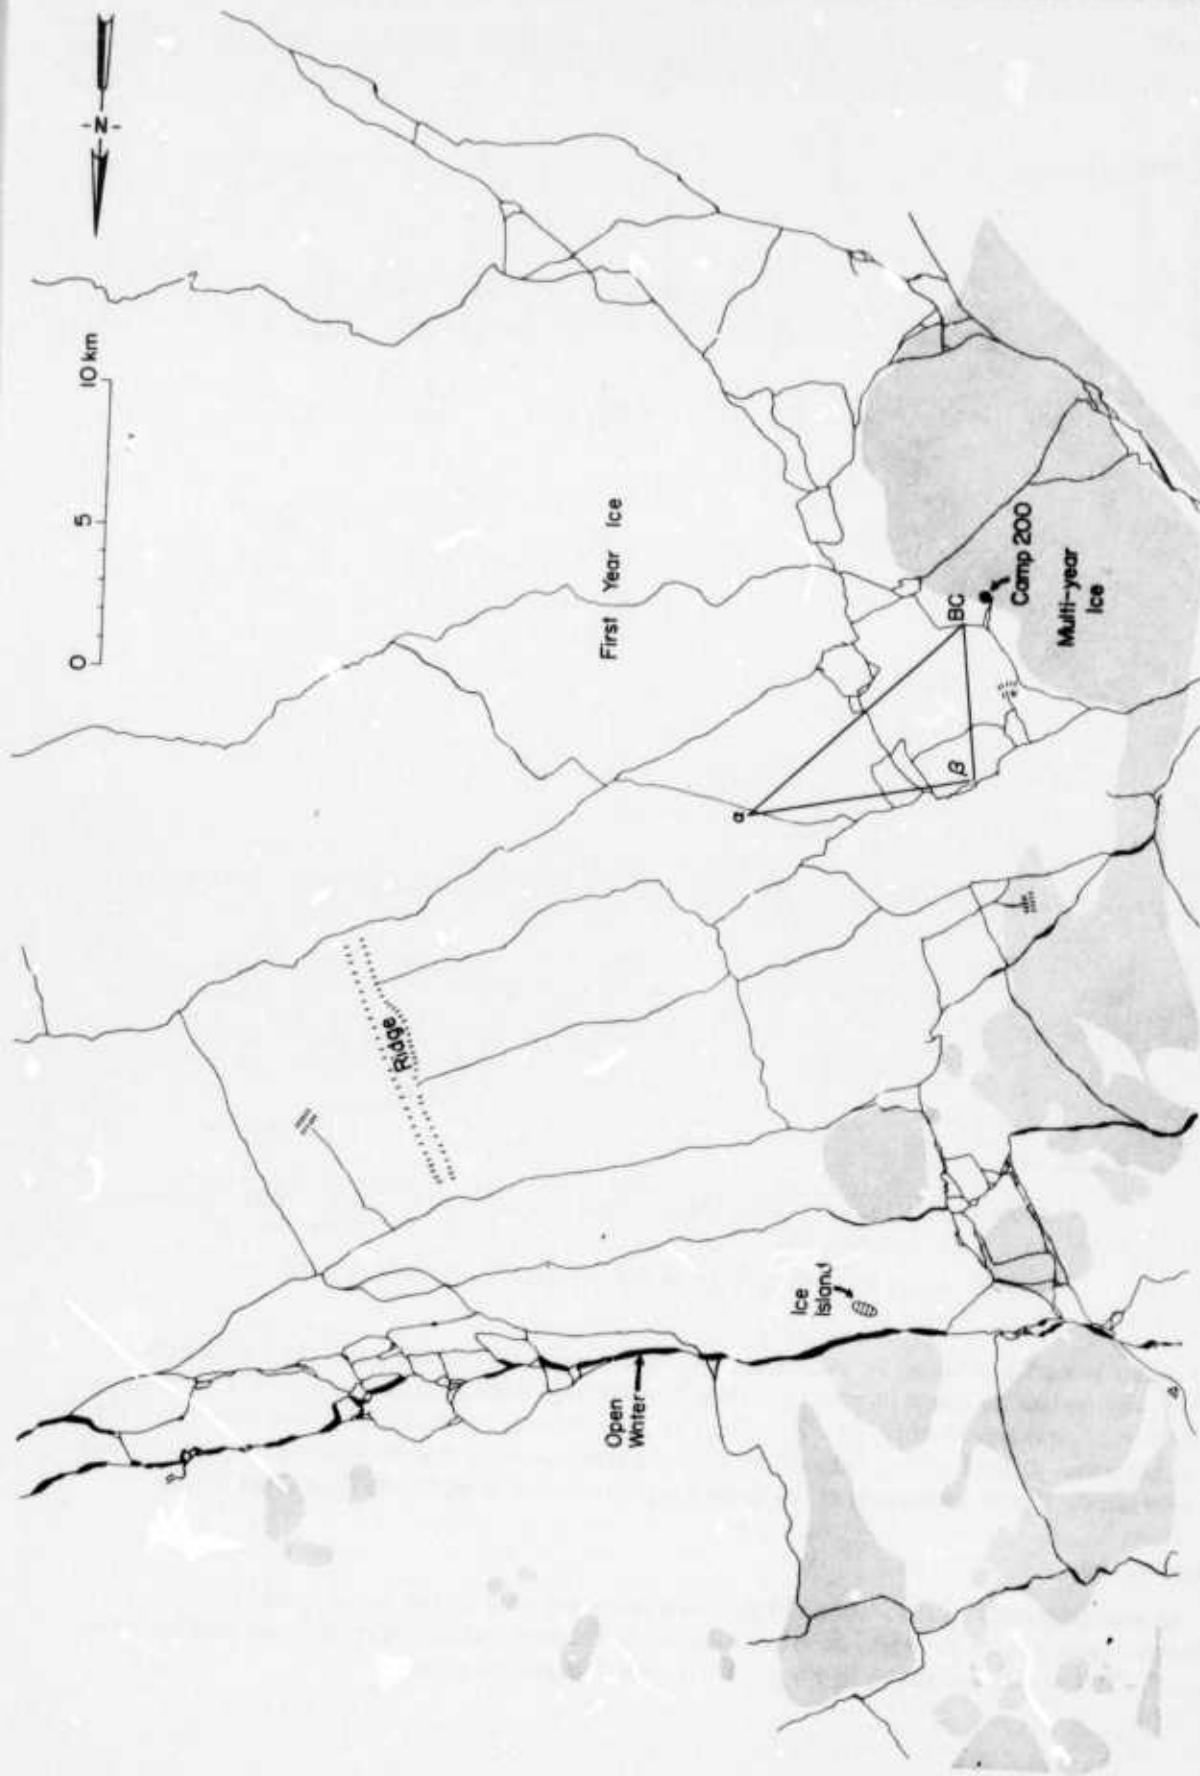 N
0 5 10 km
First Year Ice
Ridge
α
β
BC
Camp 200
Multi-year
Ice
Ice
Island
Open
Water